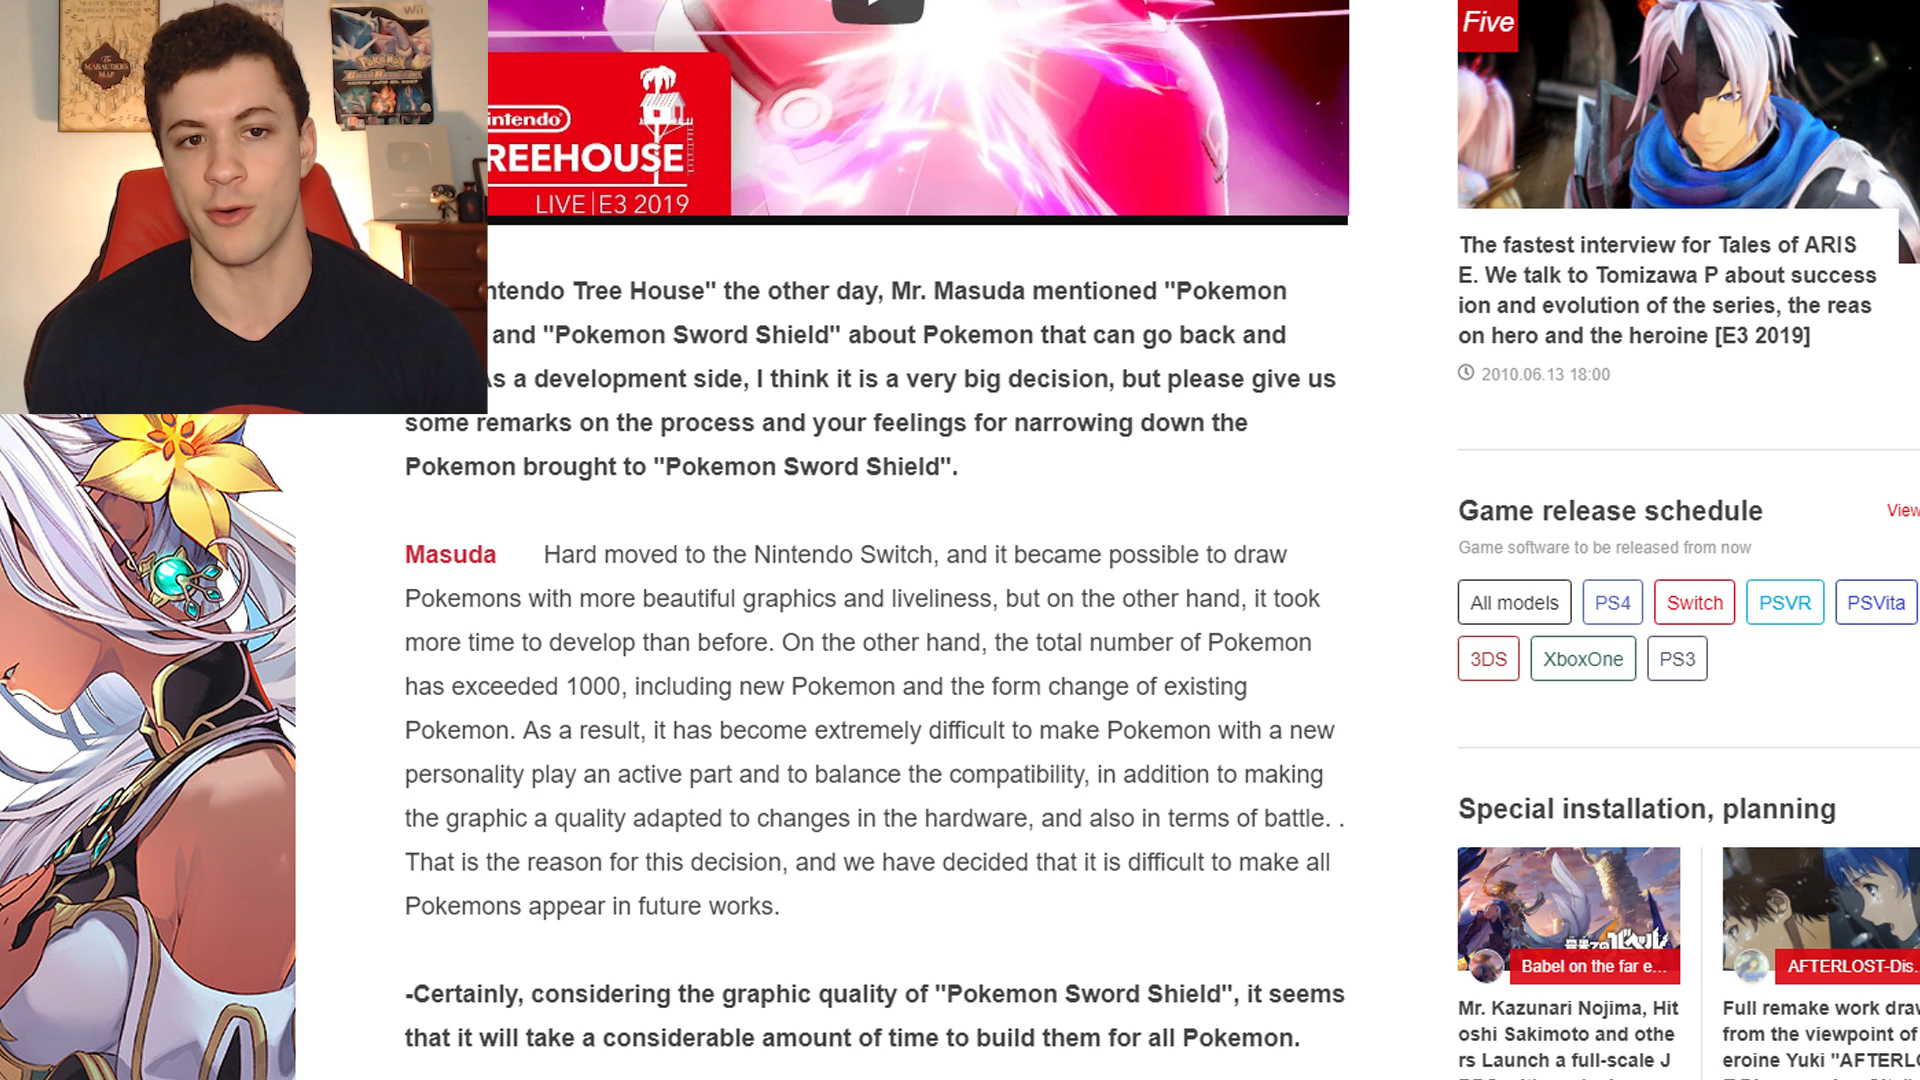 THE MARAUDERS MAP
Wii
POKÉMON
BATTLE REVOLUTION
intendo
REEHOUSE
LIVE | E3 2019
ntendo Tree House" the other day, Mr. Masuda mentioned "Pokemon
and "Pokemon Sword Shield" about Pokemon that can go back and
s a development side, I think it is a very big decision, but please give us
some remarks on the process and your feelings for narrowing down the
Pokemon brought to "Pokemon Sword Shield".
Masuda Hard moved to the Nintendo Switch, and it became possible to draw
Pokemons with more beautiful graphics and liveliness, but on the other hand, it took
more time to develop than before. On the other hand, the total number of Pokemon
has exceeded 1000, including new Pokemon and the form change of existing
Pokemon. As a result, it has become extremely difficult to make Pokemon with a new
personality play an active part and to balance the compatibility, in addition to making
the graphic a quality adapted to changes in the hardware, and also in terms of battle. .
That is the reason for this decision, and we have decided that it is difficult to make all
Pokemons appear in future works.
-Certainly, considering the graphic quality of "Pokemon Sword Shield", it seems
that it will take a considerable amount of time to build them for all Pokemon.
Five
The fastest interview for Tales of ARIS
E. We talk to Tomizawa P about success
ion and evolution of the series, the reas
on hero and the heroine [E3 2019]
2010.06.13 18:00
Game release schedule
View
Game software to be released from now
All models PS4 Switch PSVR PSVita
3DS XboxOne PS3
Special installation, planning
Babel on the far e...
Mr. Kazunari Nojima, Hit
oshi Sakimoto and othe
rs Launch a full-scale J
AFTERLOST-Dis.
Full remake work draw
from the viewpoint of
eroine Yuki "AFTERLO